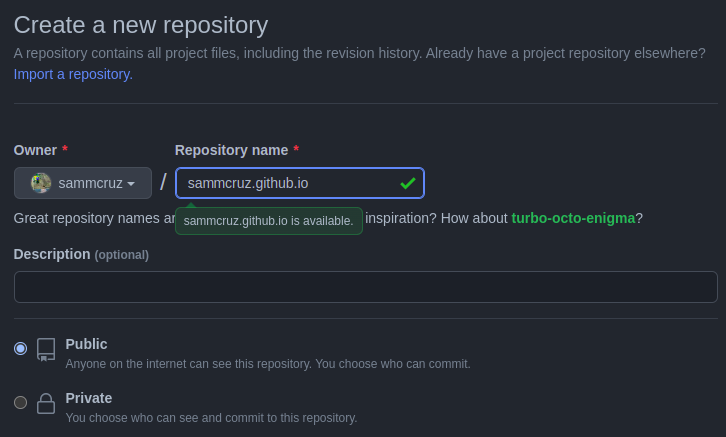 Create a new repository
A repository contains all project files, including the revision history. Already have a project repository elsewhere?
Import a repository.
Owner * Repository name *
sammcruz / sammcruz.github.io
Great repository names ar inspiration? How about turbo-octo-enigma?
sammcruz.github.io is available.
Description (optional)
Public
Anyone on the internet can see this repository. You choose who can commit.
Private
You choose who can see and commit to this repository.